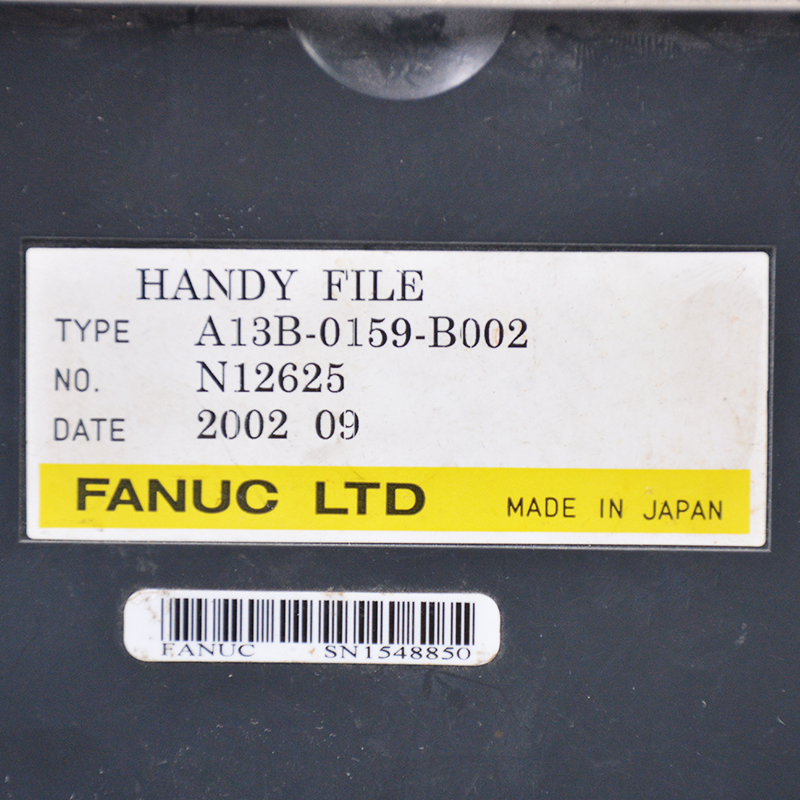 HANDY FILE
TYPE A13B-0159-B002
NO. N12625
DATE 2002 09
FANUC LTD MADE IN JAPAN
FANUC SN1548850